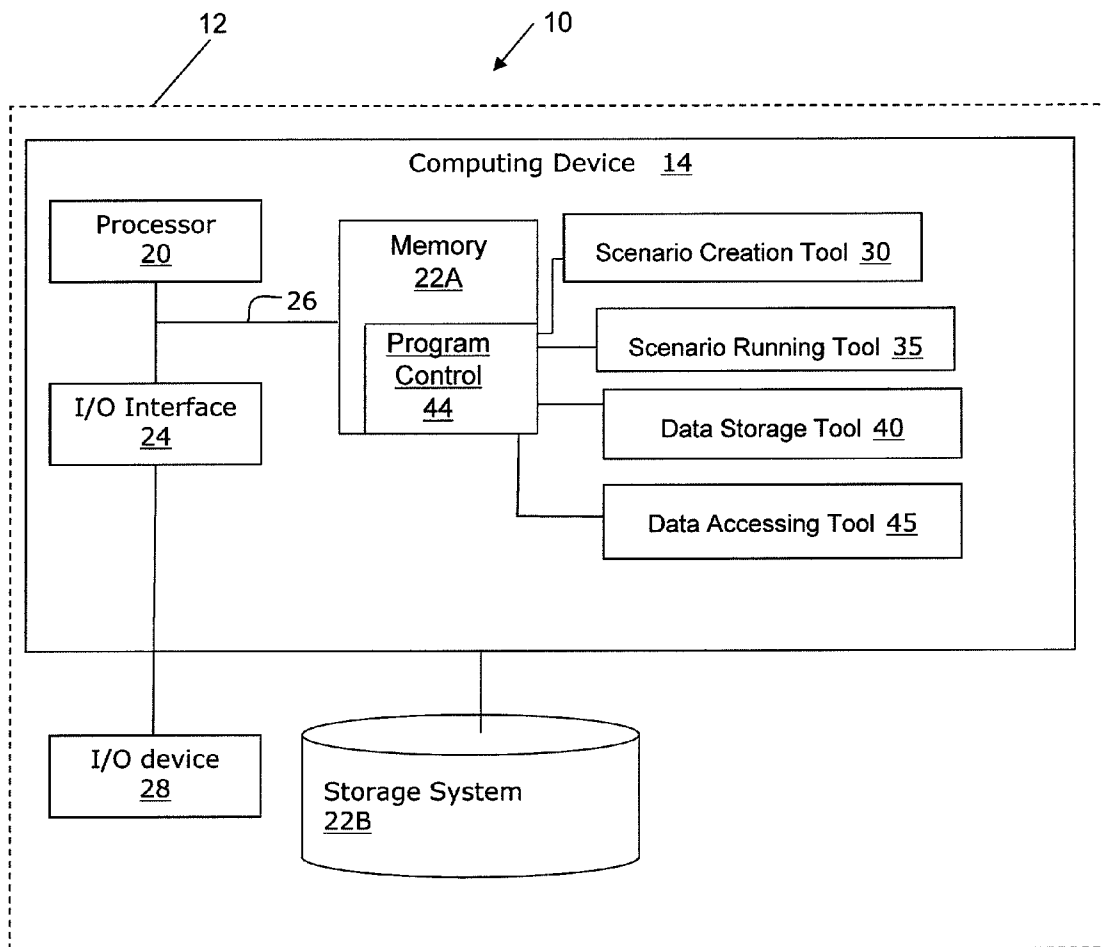 12
10
Computing Device 14
Processor
20
Memory
22A
Scenario Creation Tool 30
26
Program
Control
44
Scenario Running Tool 35
I/O Interface
24
Data Storage Tool 40
Data Accessing Tool 45
I/O device
28
Storage System
22B